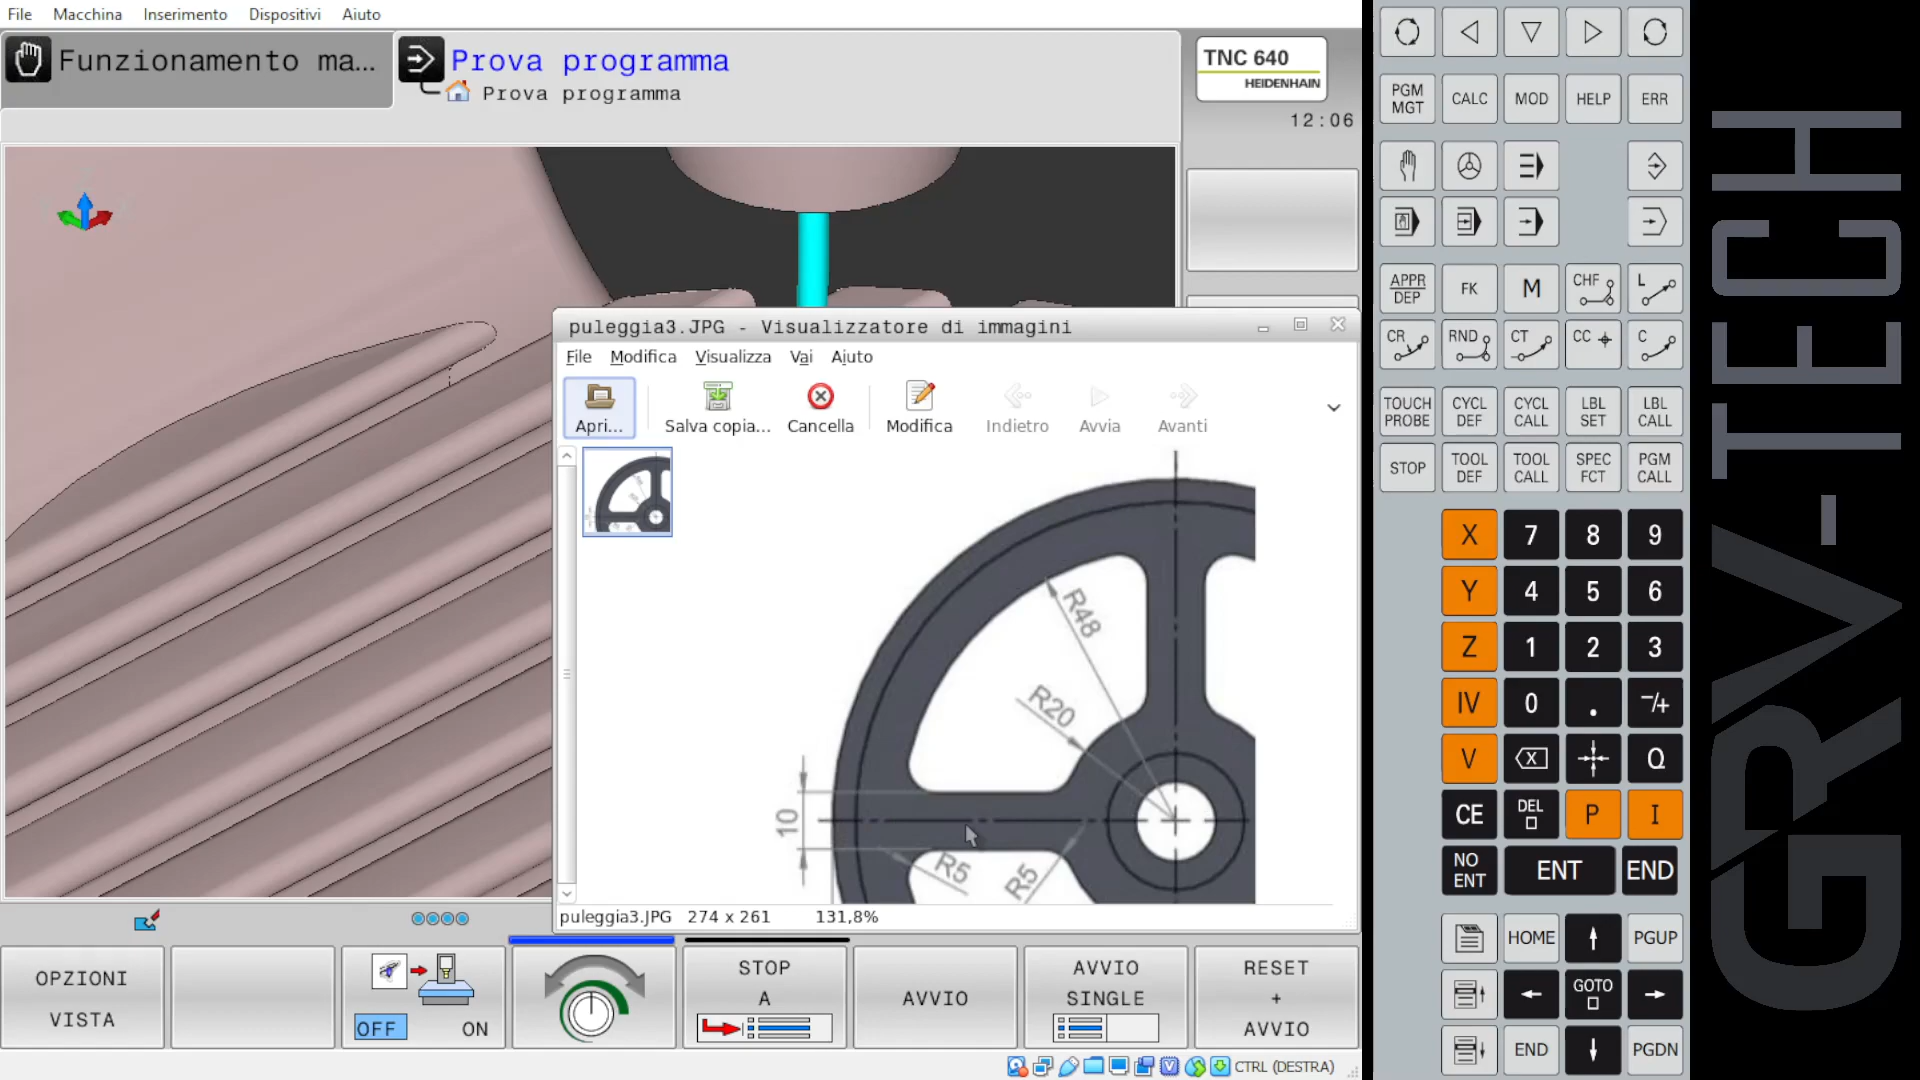 File Macchina Inserimento Dispositivi Aiuto
Funzionamento ma...
Prova programma
Prova programma
TNC 640
HEIDENHAIN
12:06
puleggia3.JPG - Visualizzatore di immagini
File Modifica Visualizza Vai Aiuto
Apri... Salva copia... Cancella Modifica Indietro Avvia Avanti
R48
R20
10
R5
R5
puleggia3.JPG 274 x 261 131,8%
OPZIONI
VISTA
OFF ON
STOP
A
AVVIO
AVVIO
SINGLE
RESET
+
AVVIO
CTRL (DESTRA)
PGM
MGT
CALC
MOD
HELP
ERR
APPR
DEP
FK
M
CHF
L
CR
RND
CT
CC
C
TOUCH
PROBE
CYCL
DEF
CYCL
CALL
LBL
SET
LBL
CALL
STOP
TOOL
DEF
TOOL
CALL
SPEC
FCT
PGM
CALL
X 7 8 9
Y 4 5 6
Z 1 2 3
IV 0 . −/+
V X Q
CE
DEL
P I
NO
ENT
ENT
END
HOME
PGUP
GOTO
END
PGDN
GRV-TECH